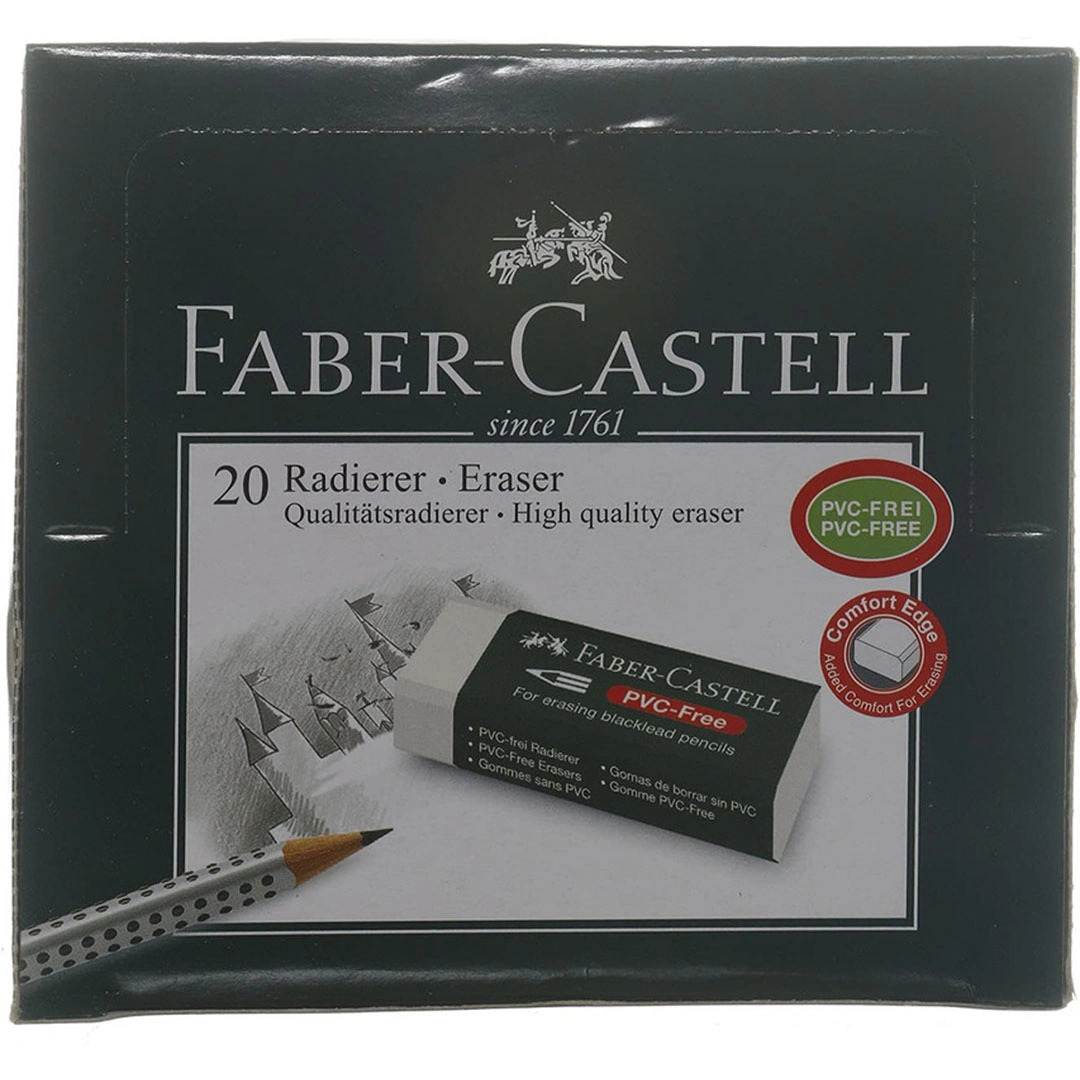 FABER-CASTELL
since 1761
20 Radierer • Eraser
Qualitätsradierer • High quality eraser
PVC-FREI
PVC-FREE
Comfort Edge
Added Comfort For Erasing
FABER-CASTELL
PVC-Free
For erasing blacklead pencils
• PVC-frei Radierer
• PVC-Free Erasers
• Gommes sans PVC
• Gomas de borrar sin PVC
• Gomme PVC-Free